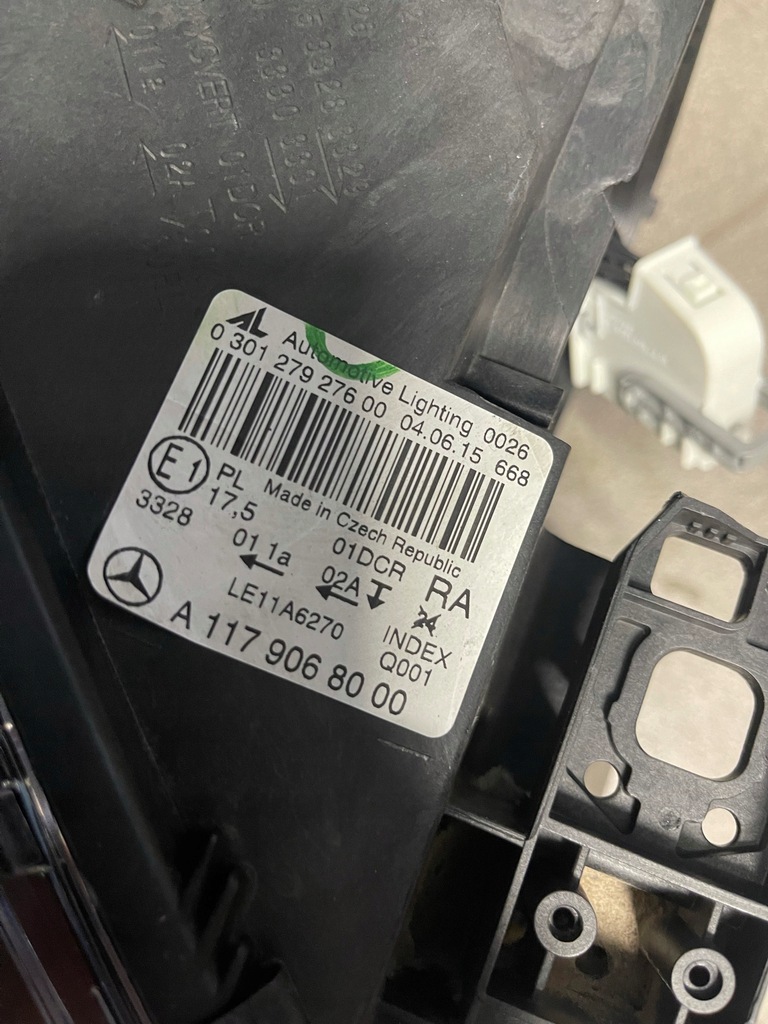 AL Automotive Lighting 0026
0 301 279 276 00 04.06.15 668
E1 PL Made in Czech Republic
17,5
3328
01 1a 01DCR RA
02A
LE11A6270 INDEX
Q001
A 117 906 80 00